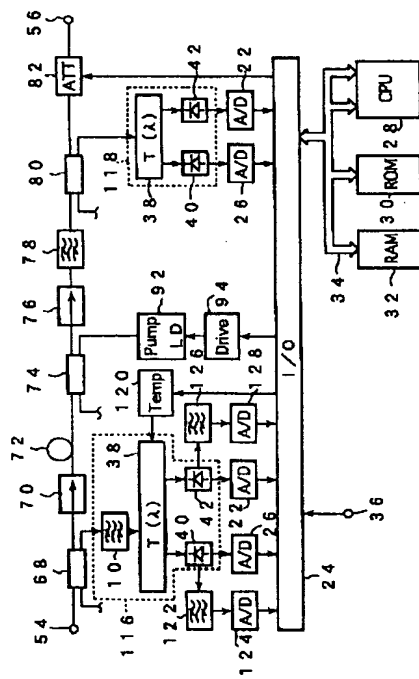 54
68
70
72
74
76
78
80
82
ATT
56
10
116
T(λ)
38
120
Temp
Pump LD
92
Drive
94
118
T(λ)
38
40
42
122
40
42
126
A/D
124
A/D
26
A/D
22
A/D
128
A/D
26
A/D
22
I/O
24
36
34
RAM
32
ROM
30
CPU
28